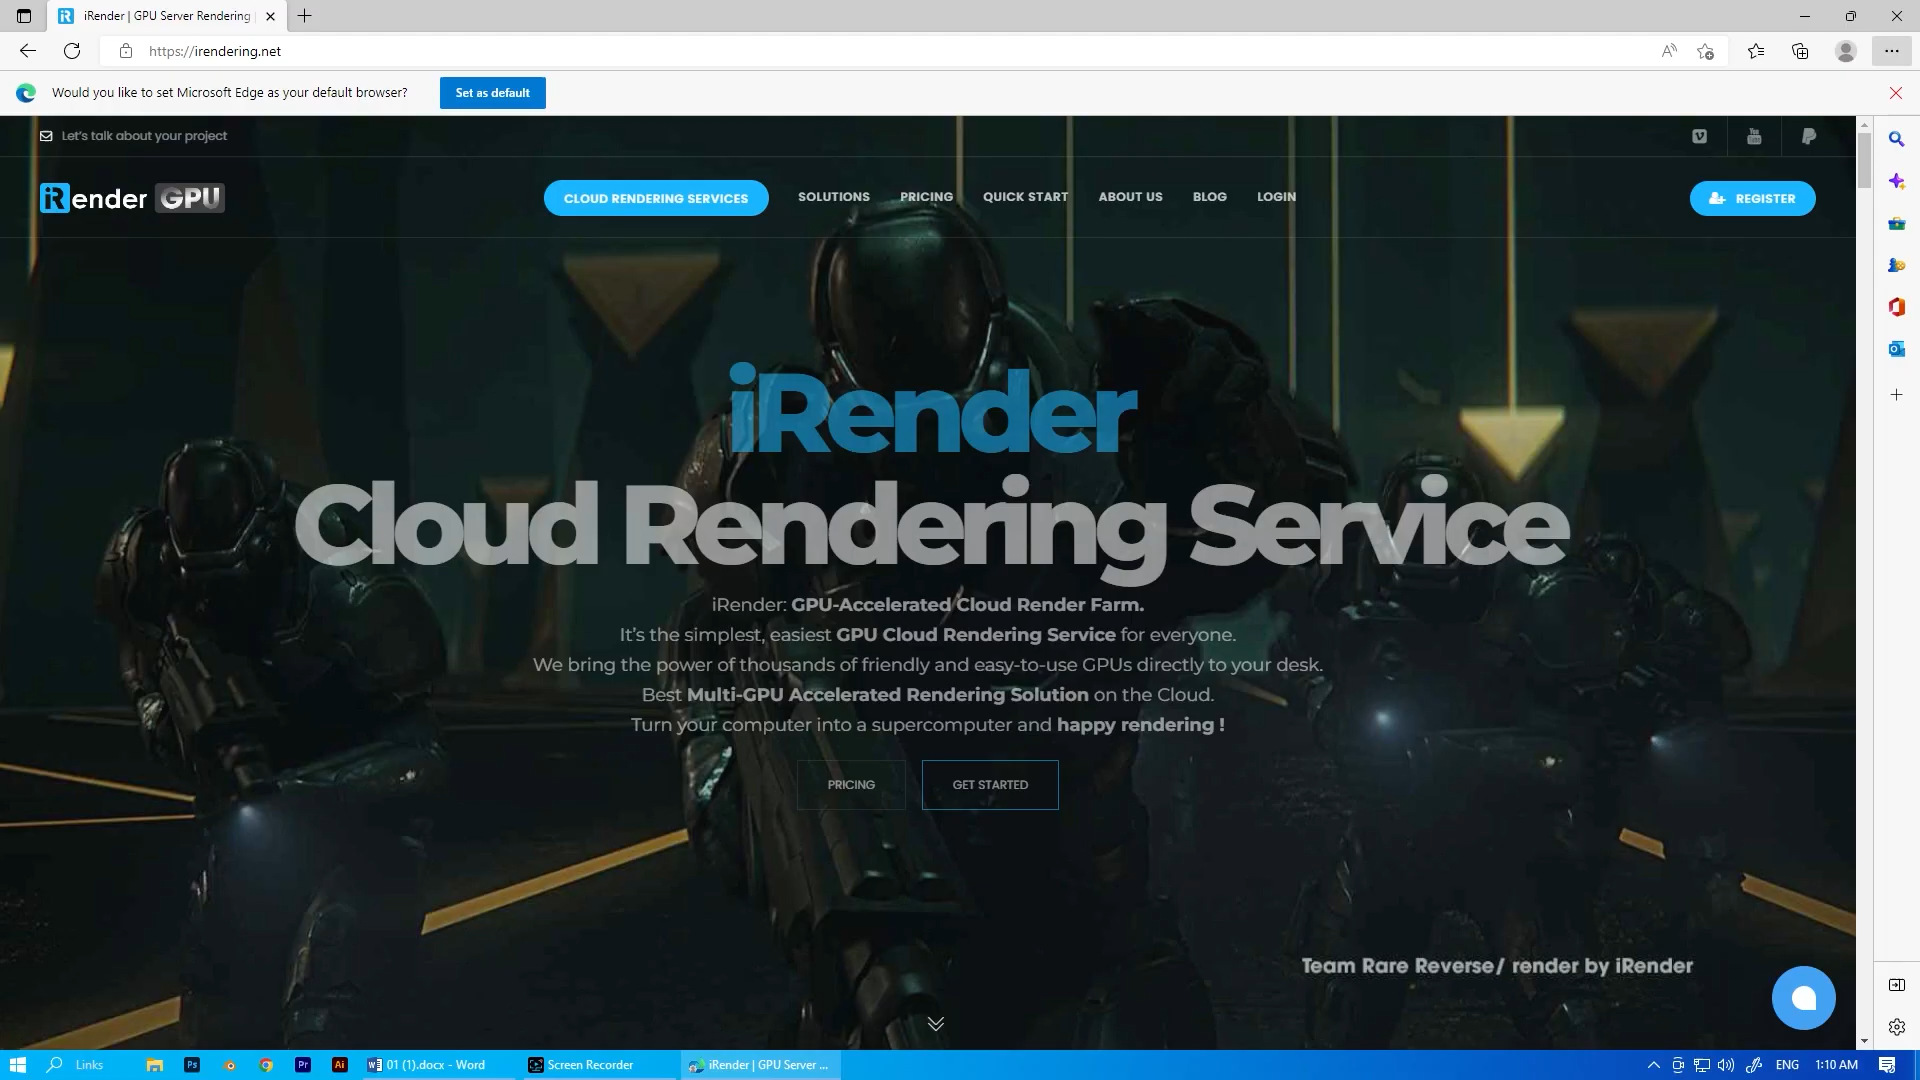 iRender | GPU Server Rendering
https://irendering.net
Would you like to set Microsoft Edge as your default browser?
Set as default
Let's talk about your project
iRender GPU
CLOUD RENDERING SERVICES
SOLUTIONS
PRICING
QUICK START
ABOUT US
BLOG
LOGIN
REGISTER
iRender
Cloud Rendering Service
iRender: GPU-Accelerated Cloud Render Farm.
It's the simplest, easiest GPU Cloud Rendering Service for everyone.
We bring the power of thousands of friendly and easy-to-use GPUs directly to your desk.
Best Multi-GPU Accelerated Rendering Solution on the Cloud.
Turn your computer into a supercomputer and happy rendering !
PRICING
GET STARTED
Team Rare Reverse/ render by iRender
Links
Ps
Pr
Ai
01 (1).docx - Word
Screen Recorder
iRender | GPU Server ...
ENG
1:10 AM